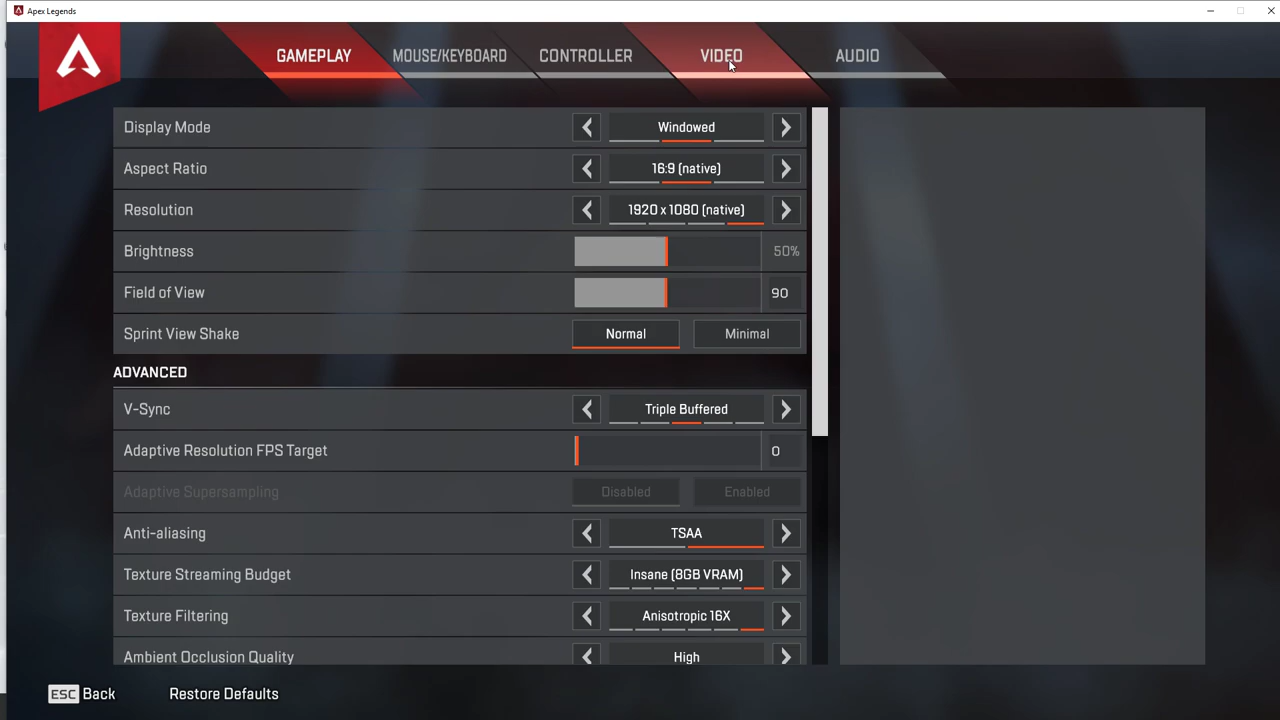 Apex Legends
GAMEPLAY MOUSE/KEYBOARD CONTROLLER VIDEO AUDIO
Display Mode Windowed
Aspect Ratio 16:9 (native)
Resolution 1920 x 1080 (native)
Brightness 50%
Field of View 90
Sprint View Shake Normal Minimal
ADVANCED
V-Sync Triple Buffered
Adaptive Resolution FPS Target 0
Adaptive Supersampling Disabled Enabled
Anti-aliasing TSAA
Texture Streaming Budget Insane (8GB VRAM)
Texture Filtering Anisotropic 16X
Ambient Occlusion Quality High
ESC Back Restore Defaults